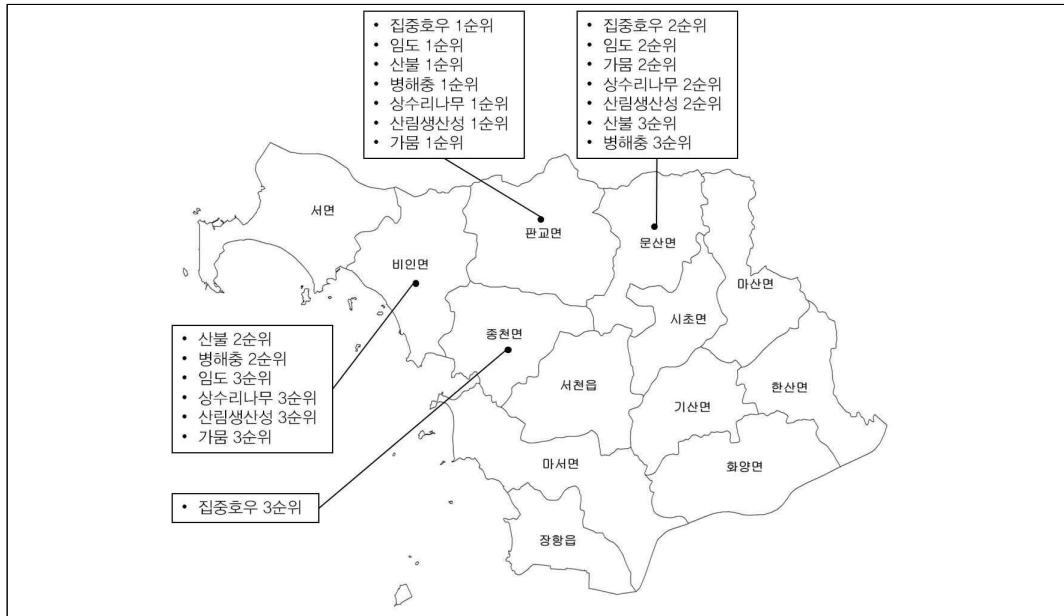 • 집중호우 1순위
• 임도 1순위
• 산불 1순위
• 병해충 1순위
• 상수리나무 1순위
• 산림생산성 1순위
• 가뭄 1순위
• 집중호우 2순위
• 임도 2순위
• 가뭄 2순위
• 상수리나무 2순위
• 산림생산성 2순위
• 산불 3순위
• 병해충 3순위
서면
판교면
문산면
비인면
마산면
시초면
종천면
• 산불 2순위
• 병해충 2순위
• 임도 3순위
• 상수리나무 3순위
• 산림생산성 3순위
• 가뭄 3순위
서천읍
한산면
기산면
마서면
화양면
• 집중호우 3순위
장항읍